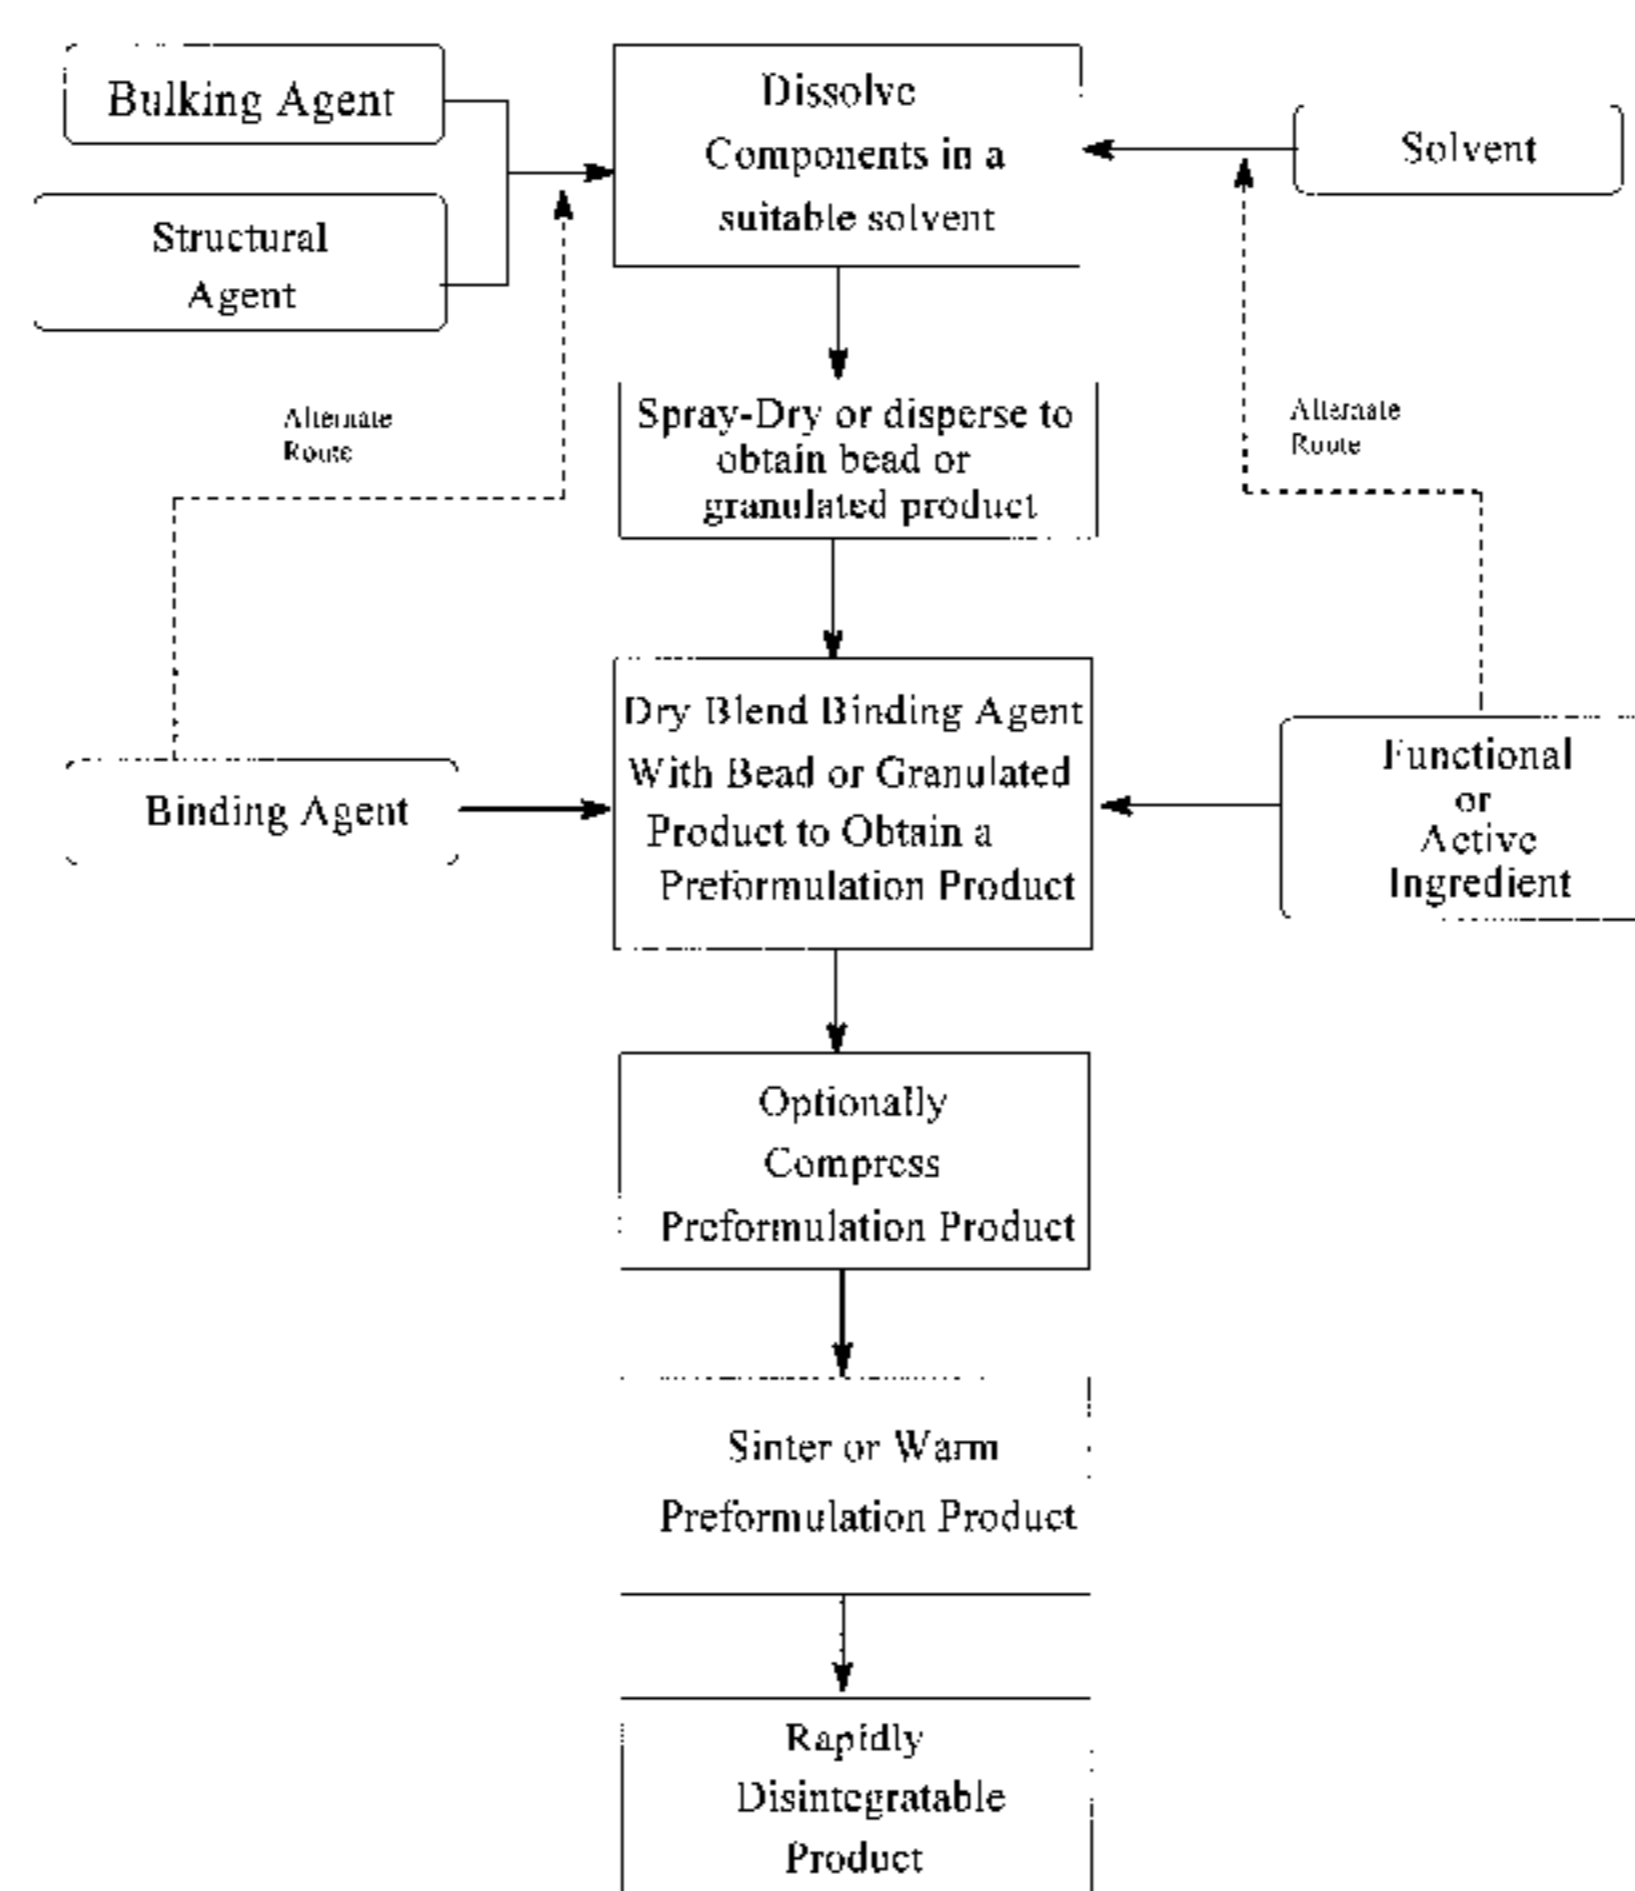 Bulking Agent
Structural
Agent
Dissolve
Components in a
suitable solvent
Solvent
Alternate
Route
Spray-Dry or disperse to
obtain bead or
granulated product
Alternate
Route
Binding Agent
Dry Blend Binding Agent
With Bead or Granulated
Product to Obtain a
Preformulation Product
Functional
or
Active
Ingredient
Optionally
Compress
Preformulation Product
Sinter or Warm
Preformulation Product
Rapidly
Disintegratable
Product